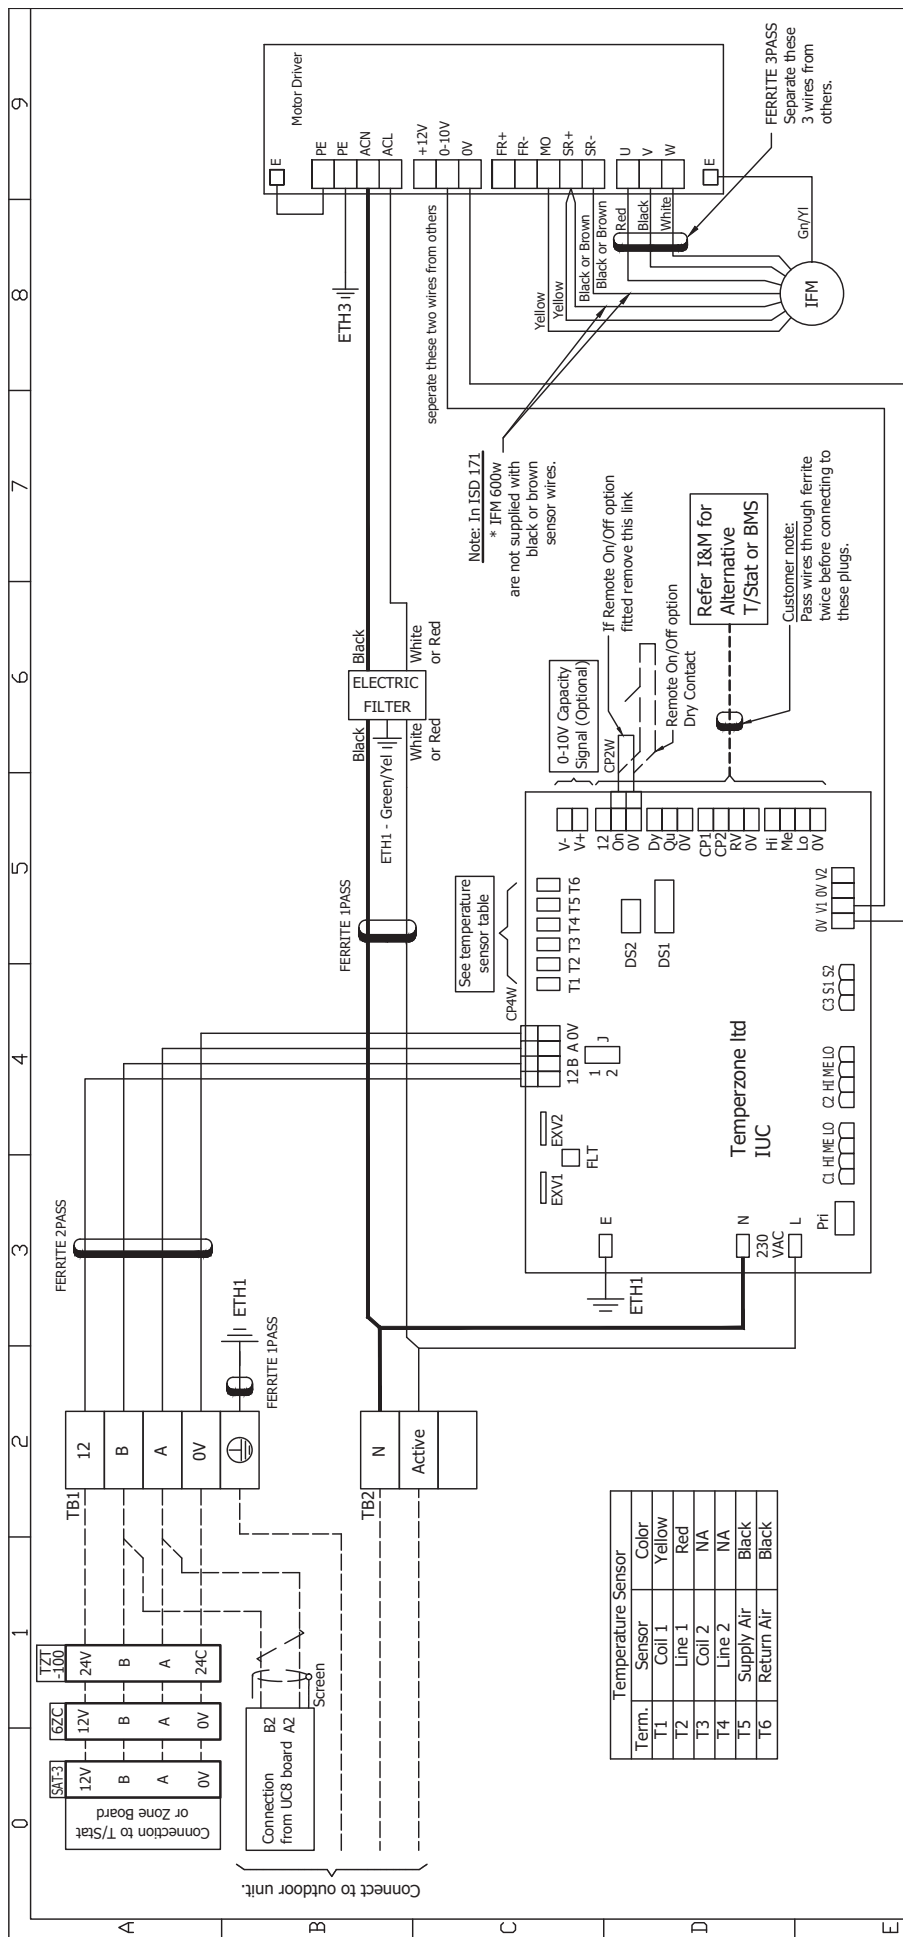 0 1 2 3 4 5 6 7 8 9
A
B
C
D
E
Connection to T/Stat
or Zone Board
SAT-3
12V
B
A
0V
6ZC
12V
B
A
0V
TZT
-100
24V
B
A
24C
Connection
from UC8 board
B2
A2
Screen
Connect to outdoor unit.
TB1
12
B
A
0V
FERRITE 2PASS
ETH1
FERRITE 1PASS
TB2
N
Active
FERRITE 1PASS
ETH1 - Green/Yel
Black
White
or Red
ELECTRIC
FILTER
Black
White
or Red
ETH3
Motor Driver
E
PE
PE
ACN
ACL
+12V
0-10V
0V
FR+
FR-
MO
SR+
SR-
U
V
W
E
seperate these two wires from others
Yellow
Yellow
Black or Brown
Black or Brown
Red
Black
White
Gn/Yl
IFM
FERRITE 3PASS
Separate these
3 wires from
others.
Note: In ISD 171
* IFM 600w
are not supplied with
black or brown
sensor wires.
If Remote On/Off option
fitted remove this link
Remote On/Off option
Dry Contact
Refer I&M for
Alternative
T/Stat or BMS
Customer note:
Pass wires through ferrite
twice before connecting to
these plugs.
0-10V Capacity
Signal (Optional)
CP2W
See temperature
sensor table
CP4W
T1 T2 T3 T4 T5 T6
12 B A 0V
1
2
J
EXV1
EXV2
FLT
DS2
DS1
V-
V+
12
On
0V
Dy
Qu
0V
CP1
CP2
RV
0V
Hi
Me
Lo
0V
E
ETH1
N
230
VAC
L
Pri
Temperzone ltd
IUC
C1 HI ME LO
C2 HI ME LO
C3 S1 S2
0V V1 0V V2
Temperature Sensor
Term. Sensor Color
T1 Coil 1 Yellow
T2 Line 1 Red
T3 Coil 2 NA
T4 Line 2 NA
T5 Supply Air Black
T6 Return Air Black